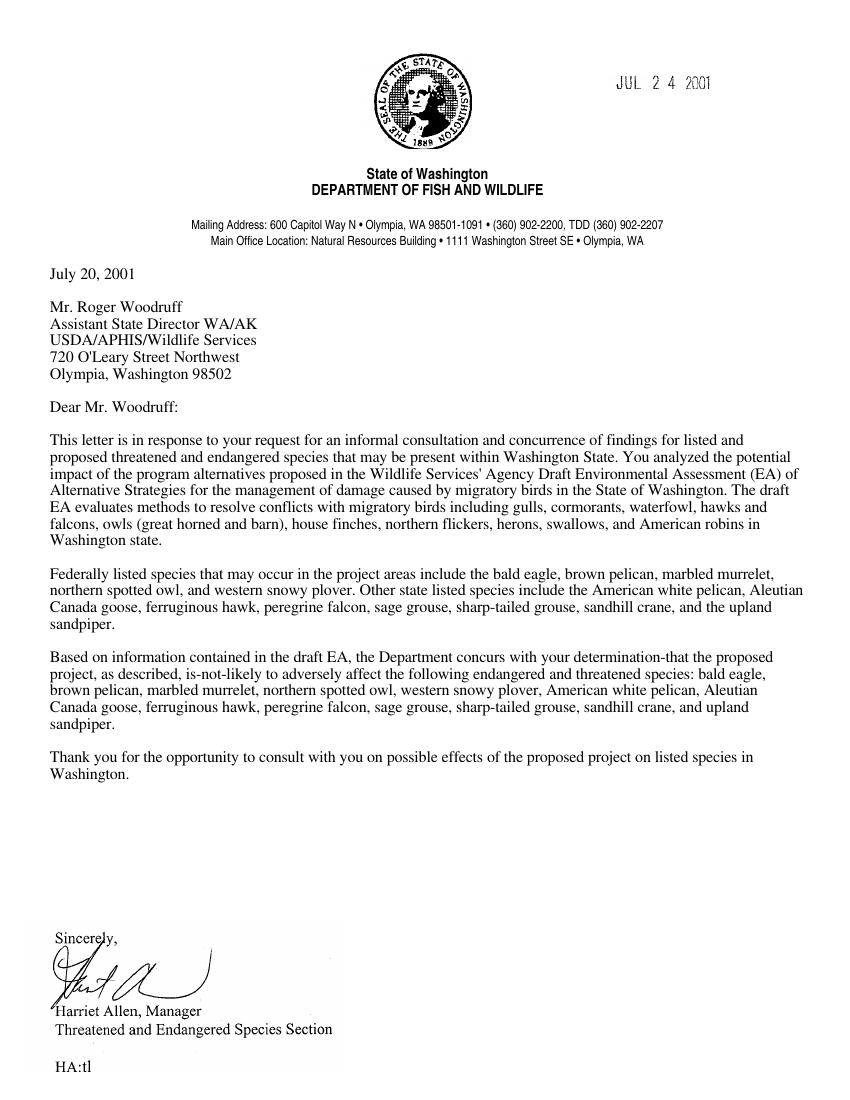 THE SEAL OF THE STATE OF WASHINGTON
1889
JUL 24 2001
State of Washington
DEPARTMENT OF FISH AND WILDLIFE
Mailing Address: 600 Capitol Way N • Olympia, WA 98501-1091 • (360) 902-2200, TDD (360) 902-2207
Main Office Location: Natural Resources Building • 1111 Washington Street SE • Olympia, WA
July 20, 2001
Mr. Roger Woodruff
Assistant State Director WA/AK
USDA/APHIS/Wildlife Services
720 O'Leary Street Northwest
Olympia, Washington 98502
Dear Mr. Woodruff:
This letter is in response to your request for an informal consultation and concurrence of findings for listed and
proposed threatened and endangered species that may be present within Washington State. You analyzed the potential
impact of the program alternatives proposed in the Wildlife Services' Agency Draft Environmental Assessment (EA) of
Alternative Strategies for the management of damage caused by migratory birds in the State of Washington. The draft
EA evaluates methods to resolve conflicts with migratory birds including gulls, cormorants, waterfowl, hawks and
falcons, owls (great horned and barn), house finches, northern flickers, herons, swallows, and American robins in
Washington state.
Federally listed species that may occur in the project areas include the bald eagle, brown pelican, marbled murrelet,
northern spotted owl, and western snowy plover. Other state listed species include the American white pelican, Aleutian
Canada goose, ferruginous hawk, peregrine falcon, sage grouse, sharp-tailed grouse, sandhill crane, and the upland
sandpiper.
Based on information contained in the draft EA, the Department concurs with your determination-that the proposed
project, as described, is-not-likely to adversely affect the following endangered and threatened species: bald eagle,
brown pelican, marbled murrelet, northern spotted owl, western snowy plover, American white pelican, Aleutian
Canada goose, ferruginous hawk, peregrine falcon, sage grouse, sharp-tailed grouse, sandhill crane, and upland
sandpiper.
Thank you for the opportunity to consult with you on possible effects of the proposed project on listed species in
Washington.
Sincerely,
Harriet Allen, Manager
Threatened and Endangered Species Section
HA:tl